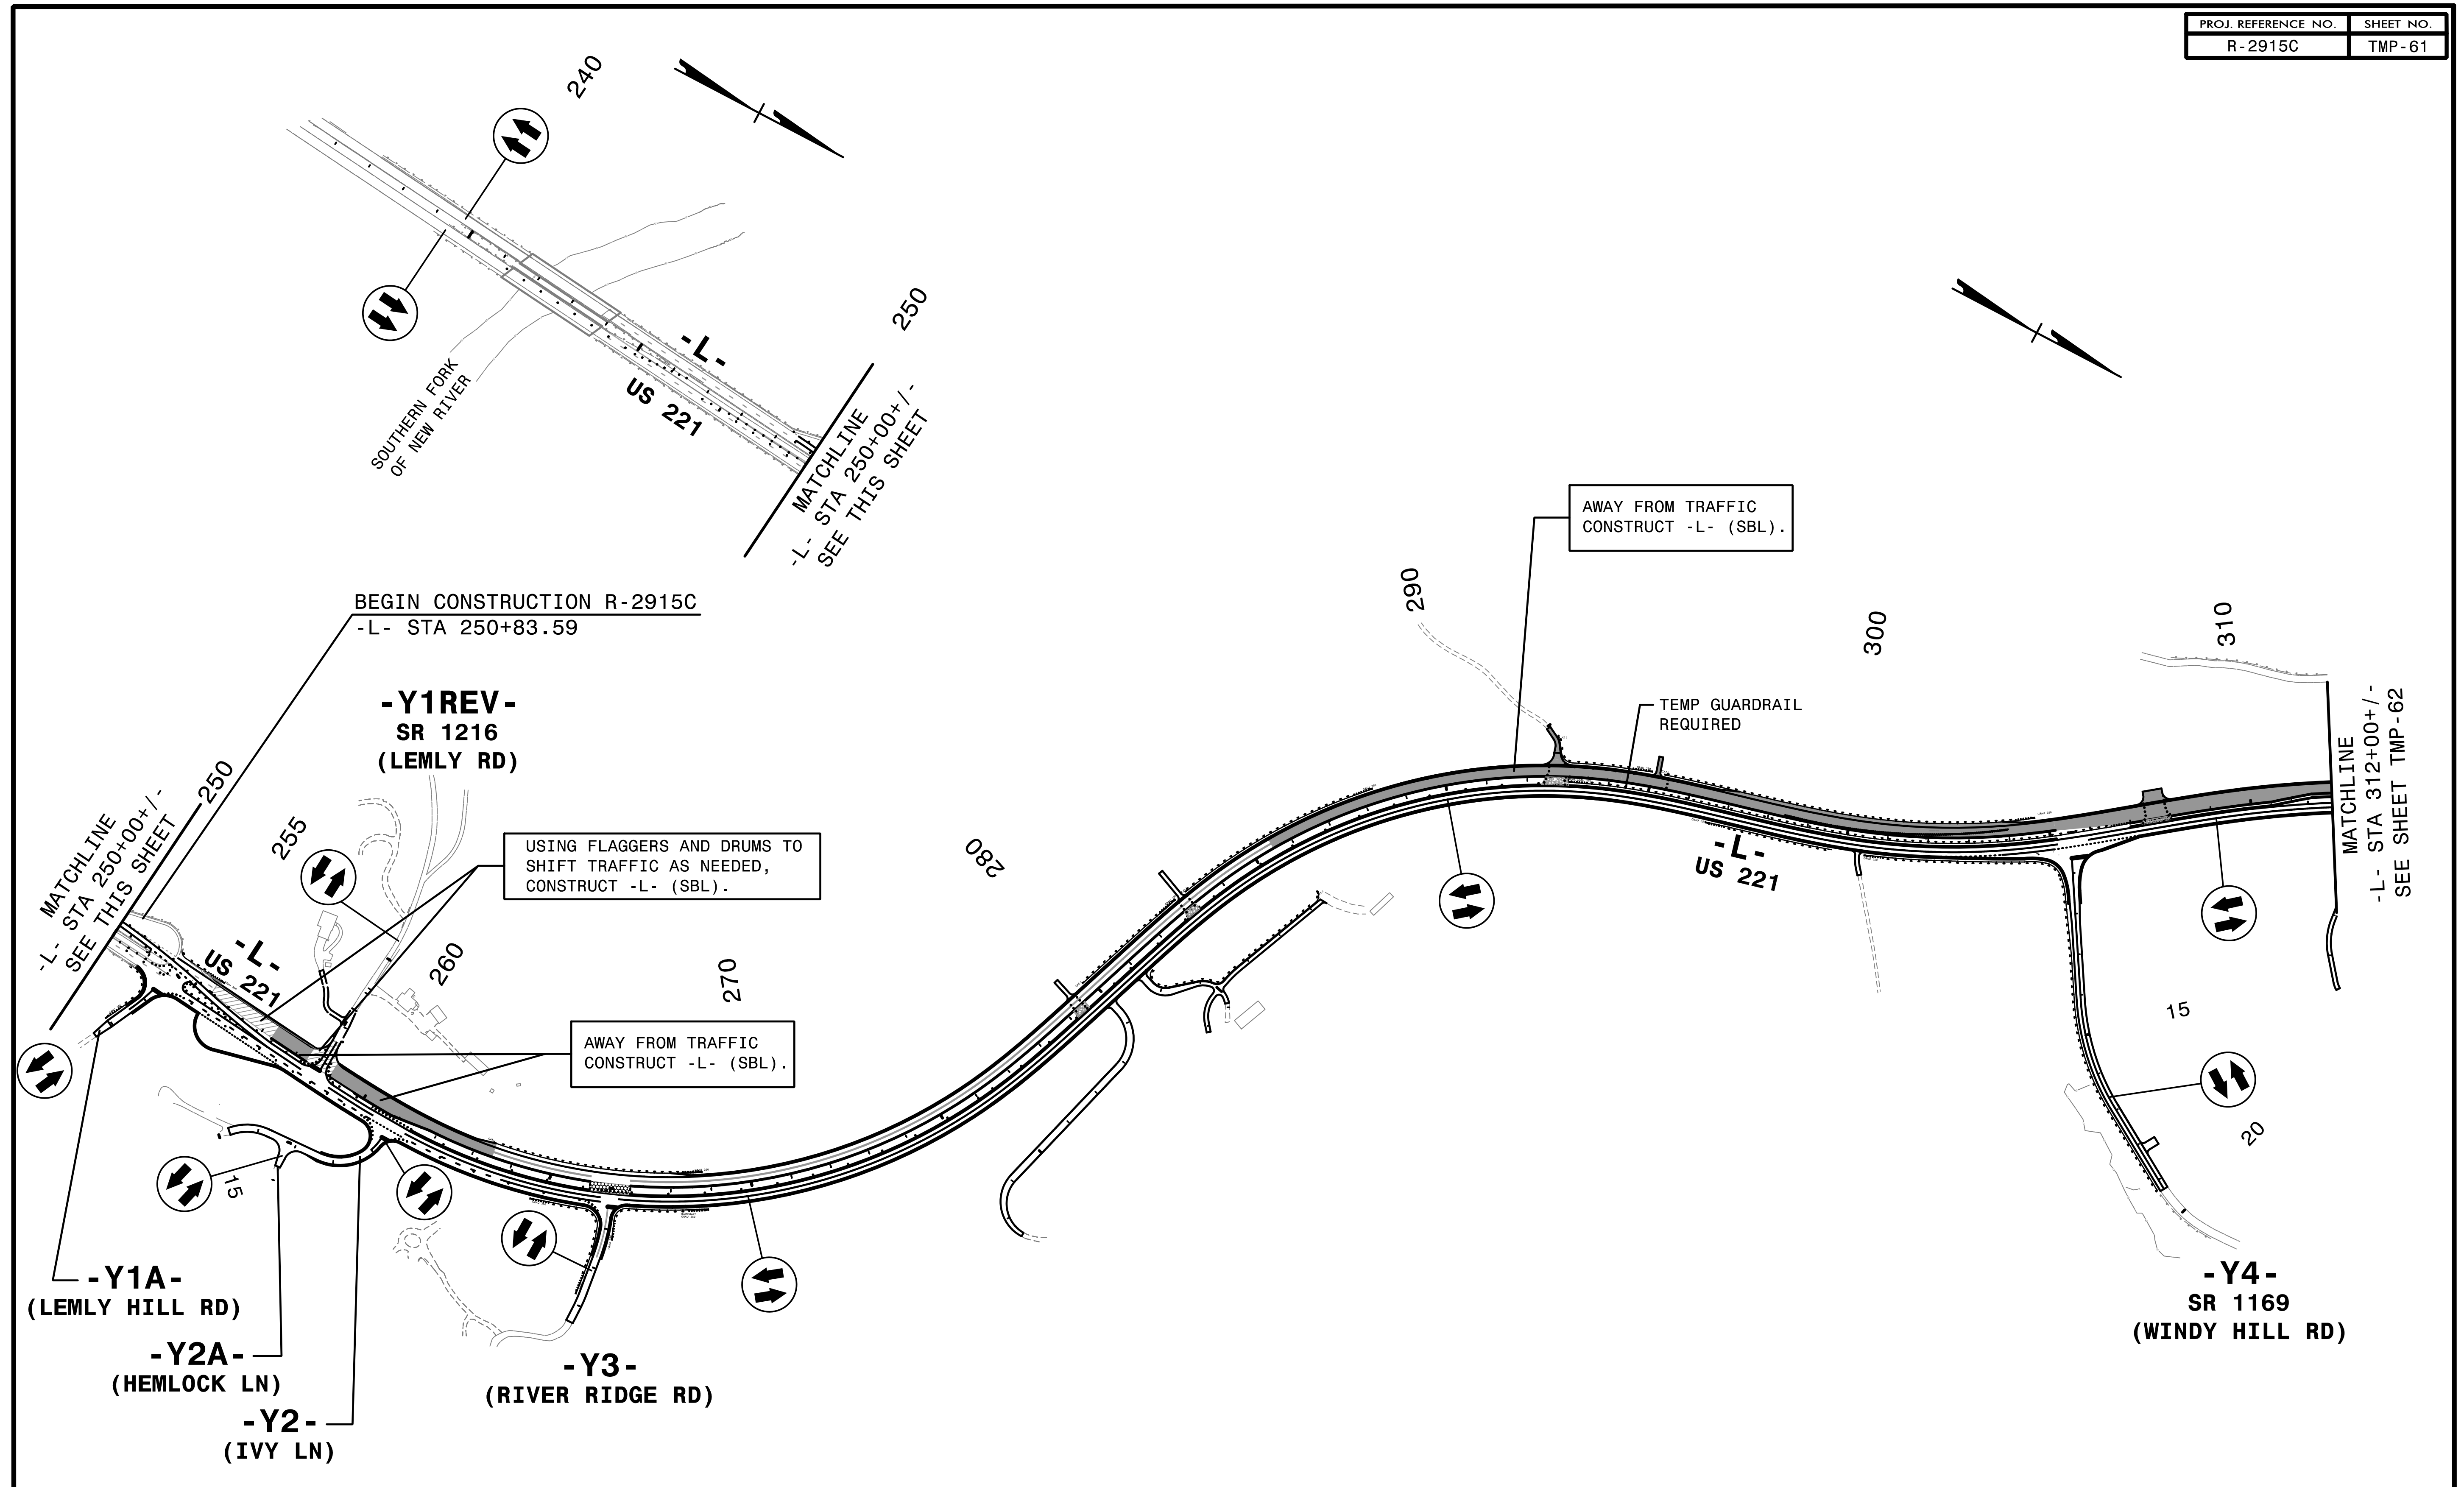 PROJ. REFERENCE NO.
SHEET NO.
R-2915C
TMP-61
240
SOUTHERN FORK
OF NEW RIVER
-L-
US 221
250
MATCHLINE
-L- STA 250+00+/-
SEE THIS SHEET
BEGIN CONSTRUCTION R-2915C
-L- STA 250+83.59
-Y1REV-
SR 1216
(LEMLY RD)
MATCHLINE
-L- STA 250+00+/-
SEE THIS SHEET
250
255
USING FLAGGERS AND DRUMS TO
SHIFT TRAFFIC AS NEEDED,
CONSTRUCT -L- (SBL).
-L-
US 221
260
270
280
AWAY FROM TRAFFIC
CONSTRUCT -L- (SBL).
AWAY FROM TRAFFIC
CONSTRUCT -L- (SBL).
290
TEMP GUARDRAIL
REQUIRED
300
310
-L-
US 221
MATCHLINE
-L- STA 312+00+/-
SEE SHEET TMP-62
15
20
15
-Y1A-
(LEMLY HILL RD)
-Y2A-
(HEMLOCK LN)
-Y2-
(IVY LN)
-Y3-
(RIVER RIDGE RD)
-Y4-
SR 1169
(WINDY HILL RD)